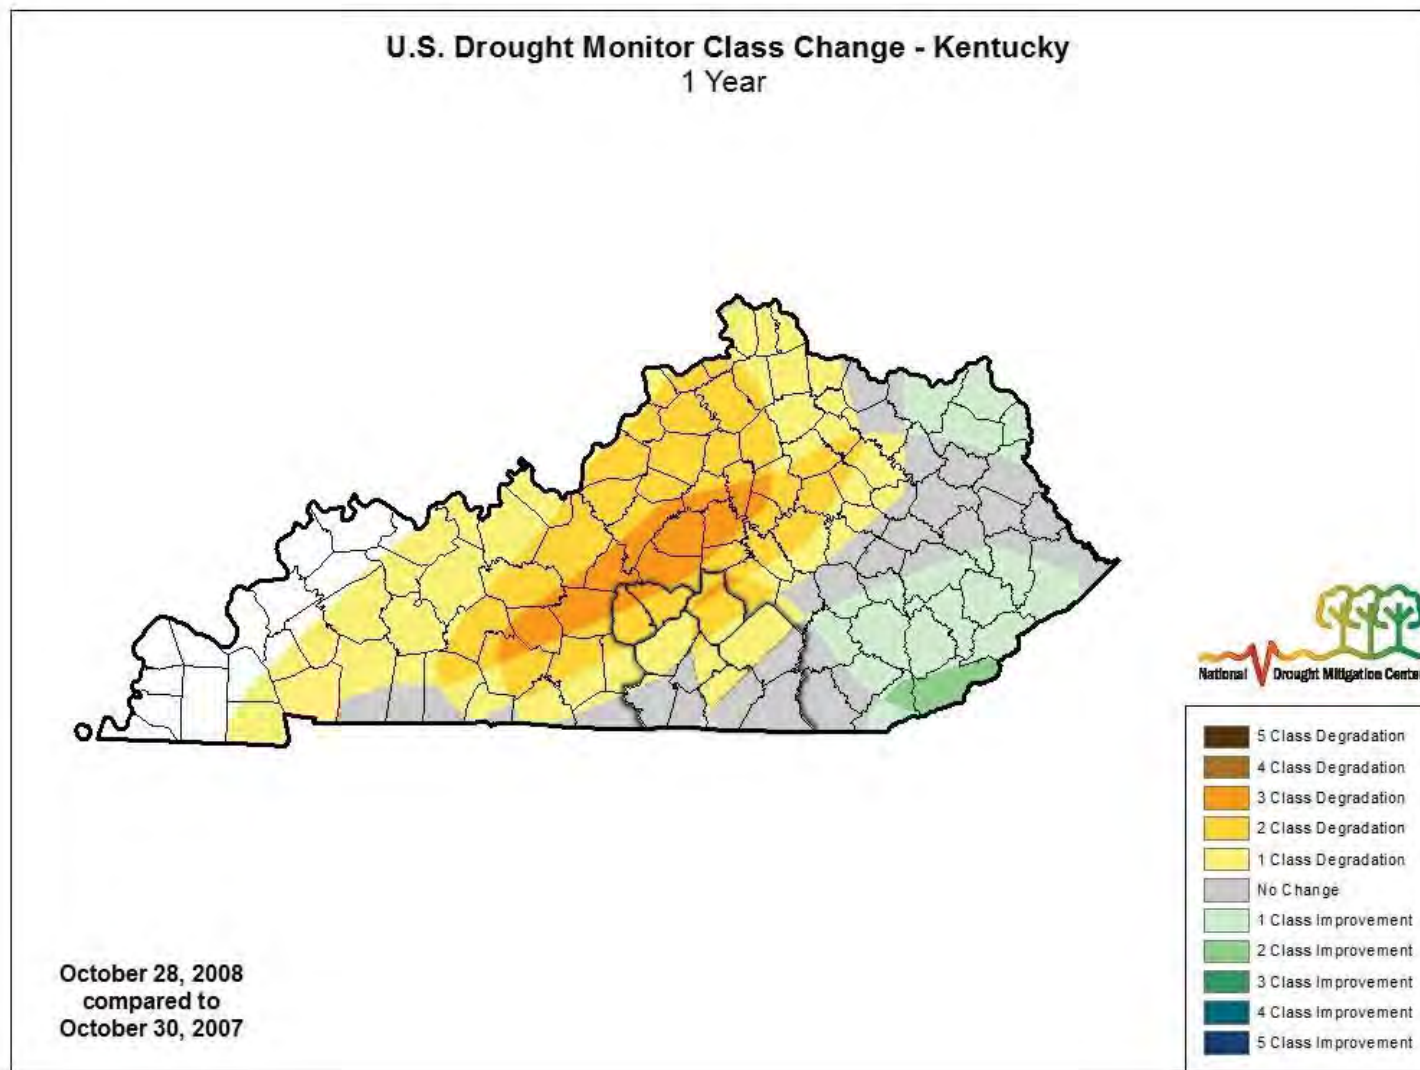 U.S. Drought Monitor Class Change - Kentucky
1 Year
National Drought Mitigation Center
5 Class Degradation
4 Class Degradation
3 Class Degradation
2 Class Degradation
1 Class Degradation
No Change
1 Class Improvement
2 Class Improvement
3 Class Improvement
4 Class Improvement
5 Class Improvement
October 28, 2008
compared to
October 30, 2007